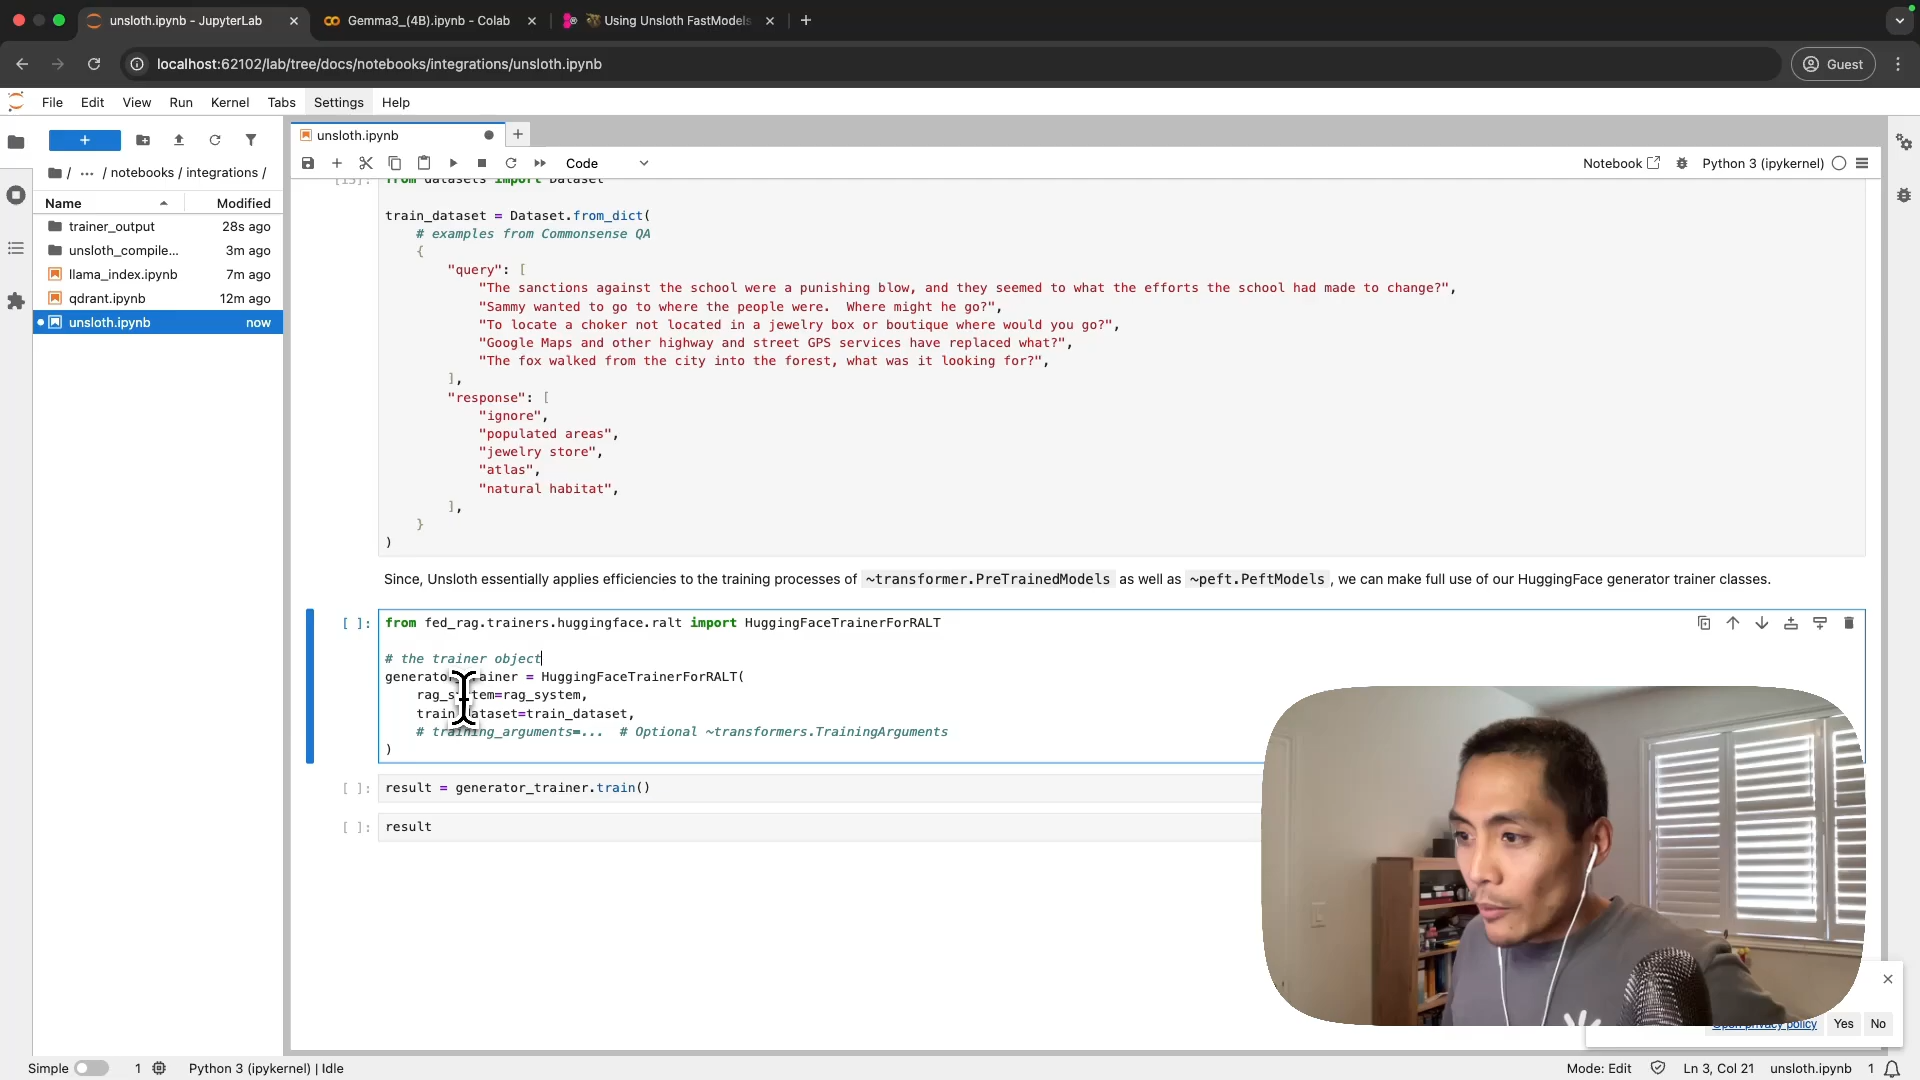 unsloth.ipynb - JupyterLab
Gemma3_(4B).ipynb - Colab
Using Unsloth FastModels
localhost:62102/lab/tree/docs/notebooks/integrations/unsloth.ipynb
Guest
File Edit View Run Kernel Tabs Settings Help
unsloth.ipynb
Code
Notebook
Python 3 (ipykernel)
/ ... / notebooks / integrations /
Name Modified
trainer_output 28s ago
unsloth_compile... 3m ago
llama_index.ipynb 7m ago
qdrant.ipynb 12m ago
unsloth.ipynb now
[15]: from datasets import Dataset
train_dataset = Dataset.from_dict(
# examples from Commonsense QA
{
"query": [
"The sanctions against the school were a punishing blow, and they seemed to what the efforts the school had made to change?",
"Sammy wanted to go to where the people were.  Where might he go?",
"To locate a choker not located in a jewelry box or boutique where would you go?",
"Google Maps and other highway and street GPS services have replaced what?",
"The fox walked from the city into the forest, what was it looking for?",
],
"response": [
"ignore",
"populated areas",
"jewelry store",
"atlas",
"natural habitat",
],
}
)
Since, Unsloth essentially applies efficiencies to the training processes of ~transformer.PreTrainedModels as well as ~peft.PeftModels , we can make full use of our HuggingFace generator trainer classes.
[ ]: from fed_rag.trainers.huggingface.ralt import HuggingFaceTrainerForRALT
# the trainer object
generator_trainer = HuggingFaceTrainerForRALT(
rag_system=rag_system,
train_dataset=train_dataset,
# training_arguments=...  # Optional ~transformers.TrainingArguments
)
[ ]: result = generator_trainer.train()
[ ]: result
Open privacy policy Yes No
Simple 1 Python 3 (ipykernel) | Idle
Mode: Edit Ln 3, Col 21 unsloth.ipynb 1